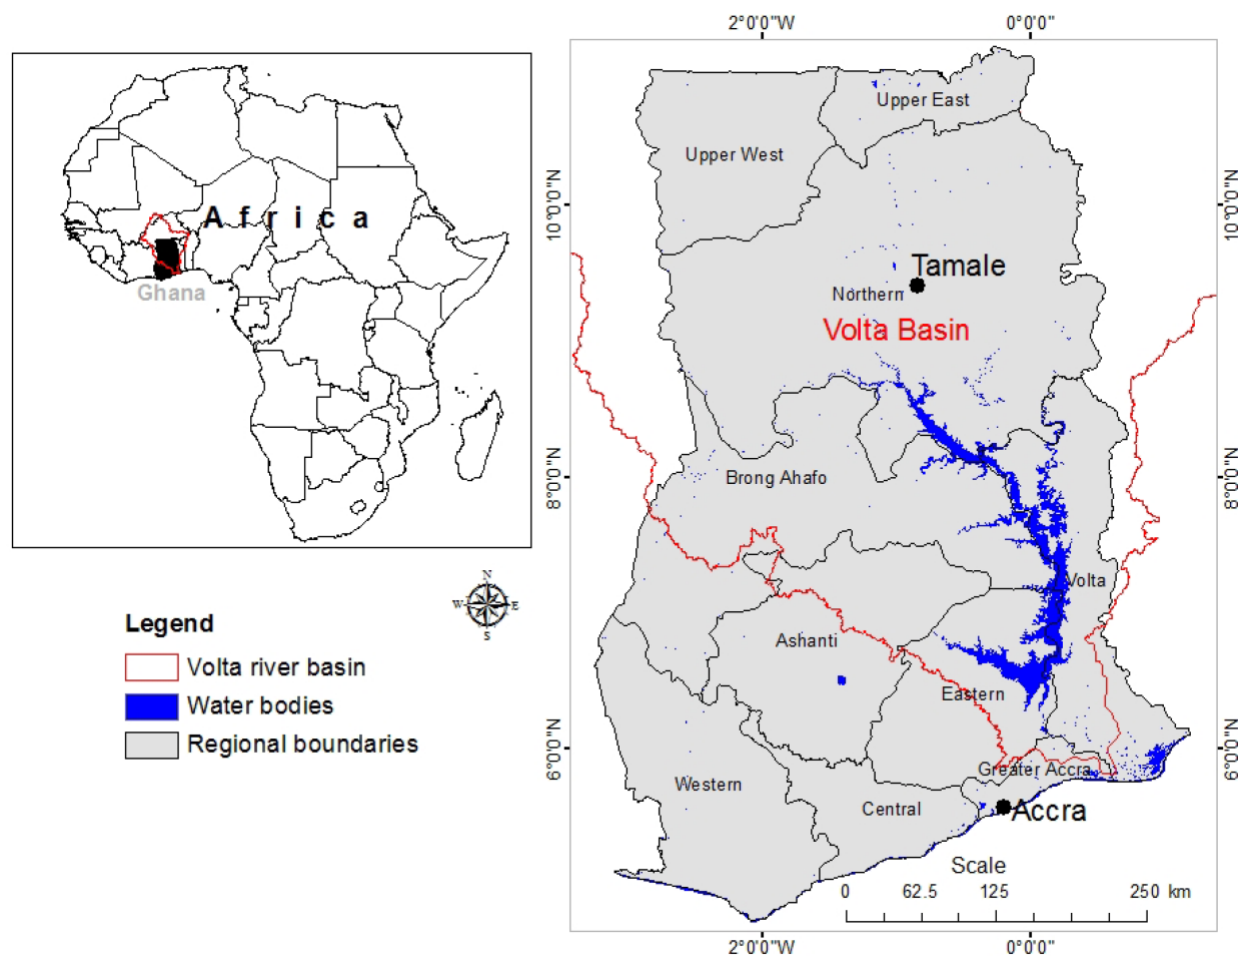 2°0'0"W
0°0'0"
Africa
Ghana
N
W
E
S
Legend
Volta river basin
Water bodies
Regional boundaries
10°0'0"N
8°0'0"N
6°0'0"N
Upper East
Upper West
Tamale
Northern
Volta Basin
Brong Ahafo
Volta
Ashanti
Eastern
Greater Accra
Western
Central
Accra
Scale
0 62.5 125 250 km
10°0'0"N
8°0'0"N
6°0'0"N
2°0'0"W
0°0'0"